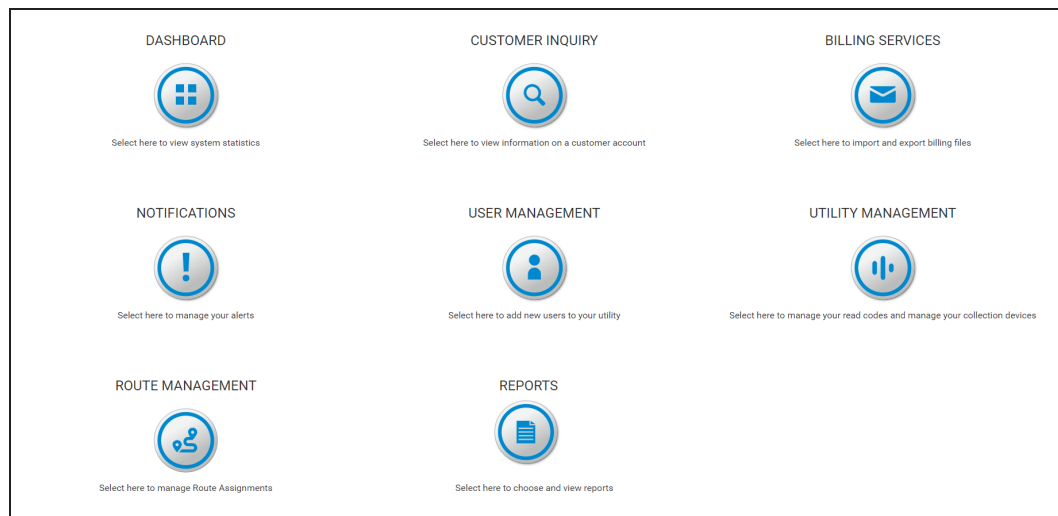 DASHBOARD
CUSTOMER INQUIRY
BILLING SERVICES
Select here to view system statistics
Select here to view information on a customer account
Select here to import and export billing files
NOTIFICATIONS
USER MANAGEMENT
UTILITY MANAGEMENT
Select here to manage your alerts
Select here to add new users to your utility
Select here to manage your read codes and manage your collection devices
ROUTE MANAGEMENT
REPORTS
Select here to manage Route Assignments
Select here to choose and view reports